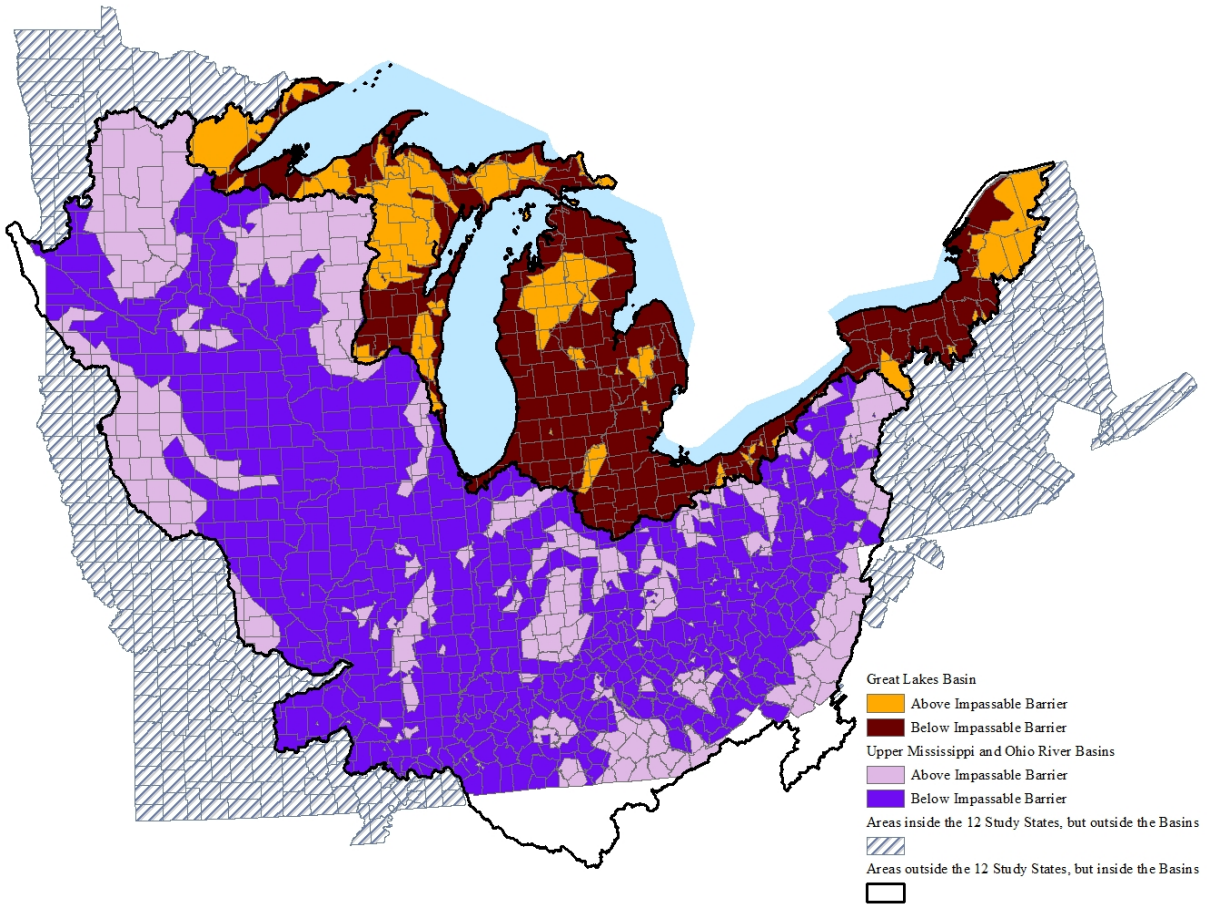 Great Lakes Basin
Above Impassable Barrier
Below Impassable Barrier
Upper Mississippi and Ohio River Basins
Above Impassable Barrier
Below Impassable Barrier
Areas inside the 12 Study States, but outside the Basins
Areas outside the 12 Study States, but inside the Basins